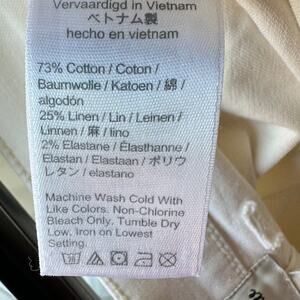 Vervaardigd in Vietnam
ベトナム製
hecho en vietnam
73% Cotton / Coton /
Baumwolle / Katoen / 綿 /
algodón
25% Linen / Lin / Leinen /
Linnen / 麻 / lino
2% Elastane / Élasthanne /
Elastan / Elastaan / ポリウ
レタン / elastano
Machine Wash Cold With
Like Colors. Non-Chlorine
Bleach Only. Tumble Dry
Low. Iron on Lowest
Setting.